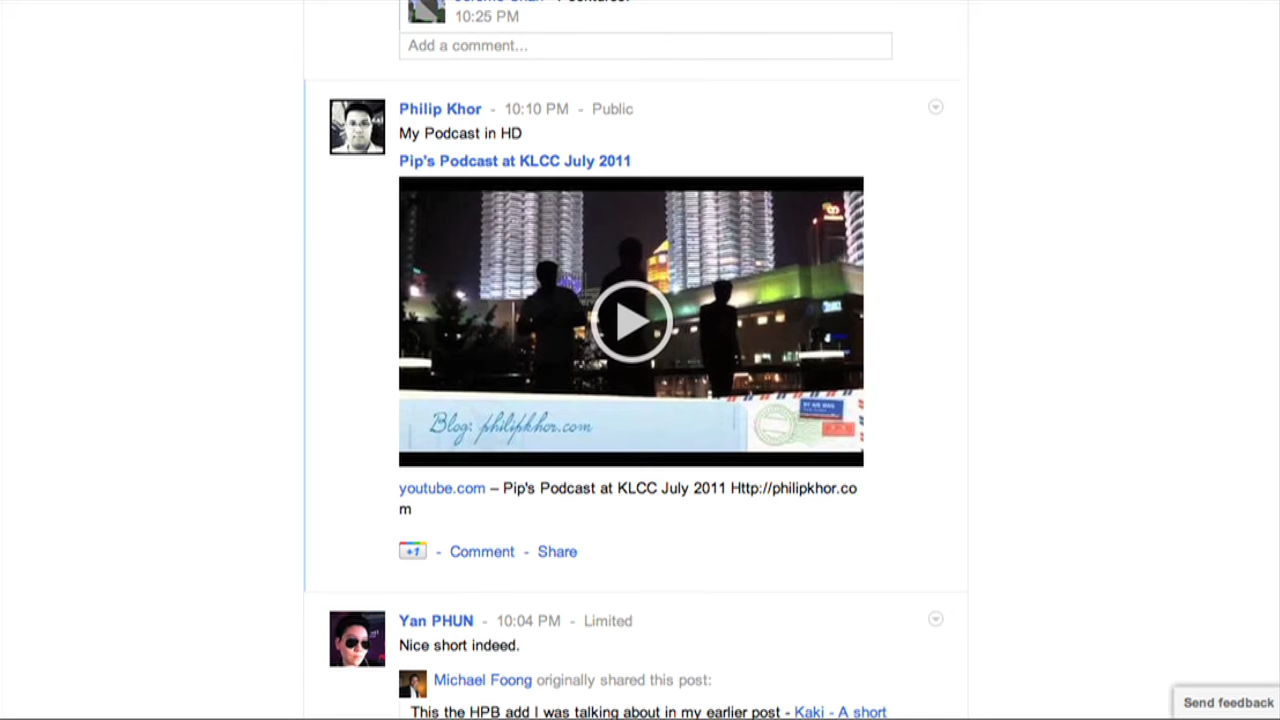 10:25 PM
Add a comment...
Philip Khor - 10:10 PM - Public
My Podcast in HD
Pip's Podcast at KLCC July 2011
BY AIR MAIL
Blog: philipkhor.com
youtube.com – Pip's Podcast at KLCC July 2011 Http://philipkhor.co
m
+1 - Comment - Share
Yan PHUN - 10:04 PM - Limited
Nice short indeed.
Michael Foong originally shared this post:
This the HPB add I was talking about in my earlier post - Kaki - A short
Send feedback